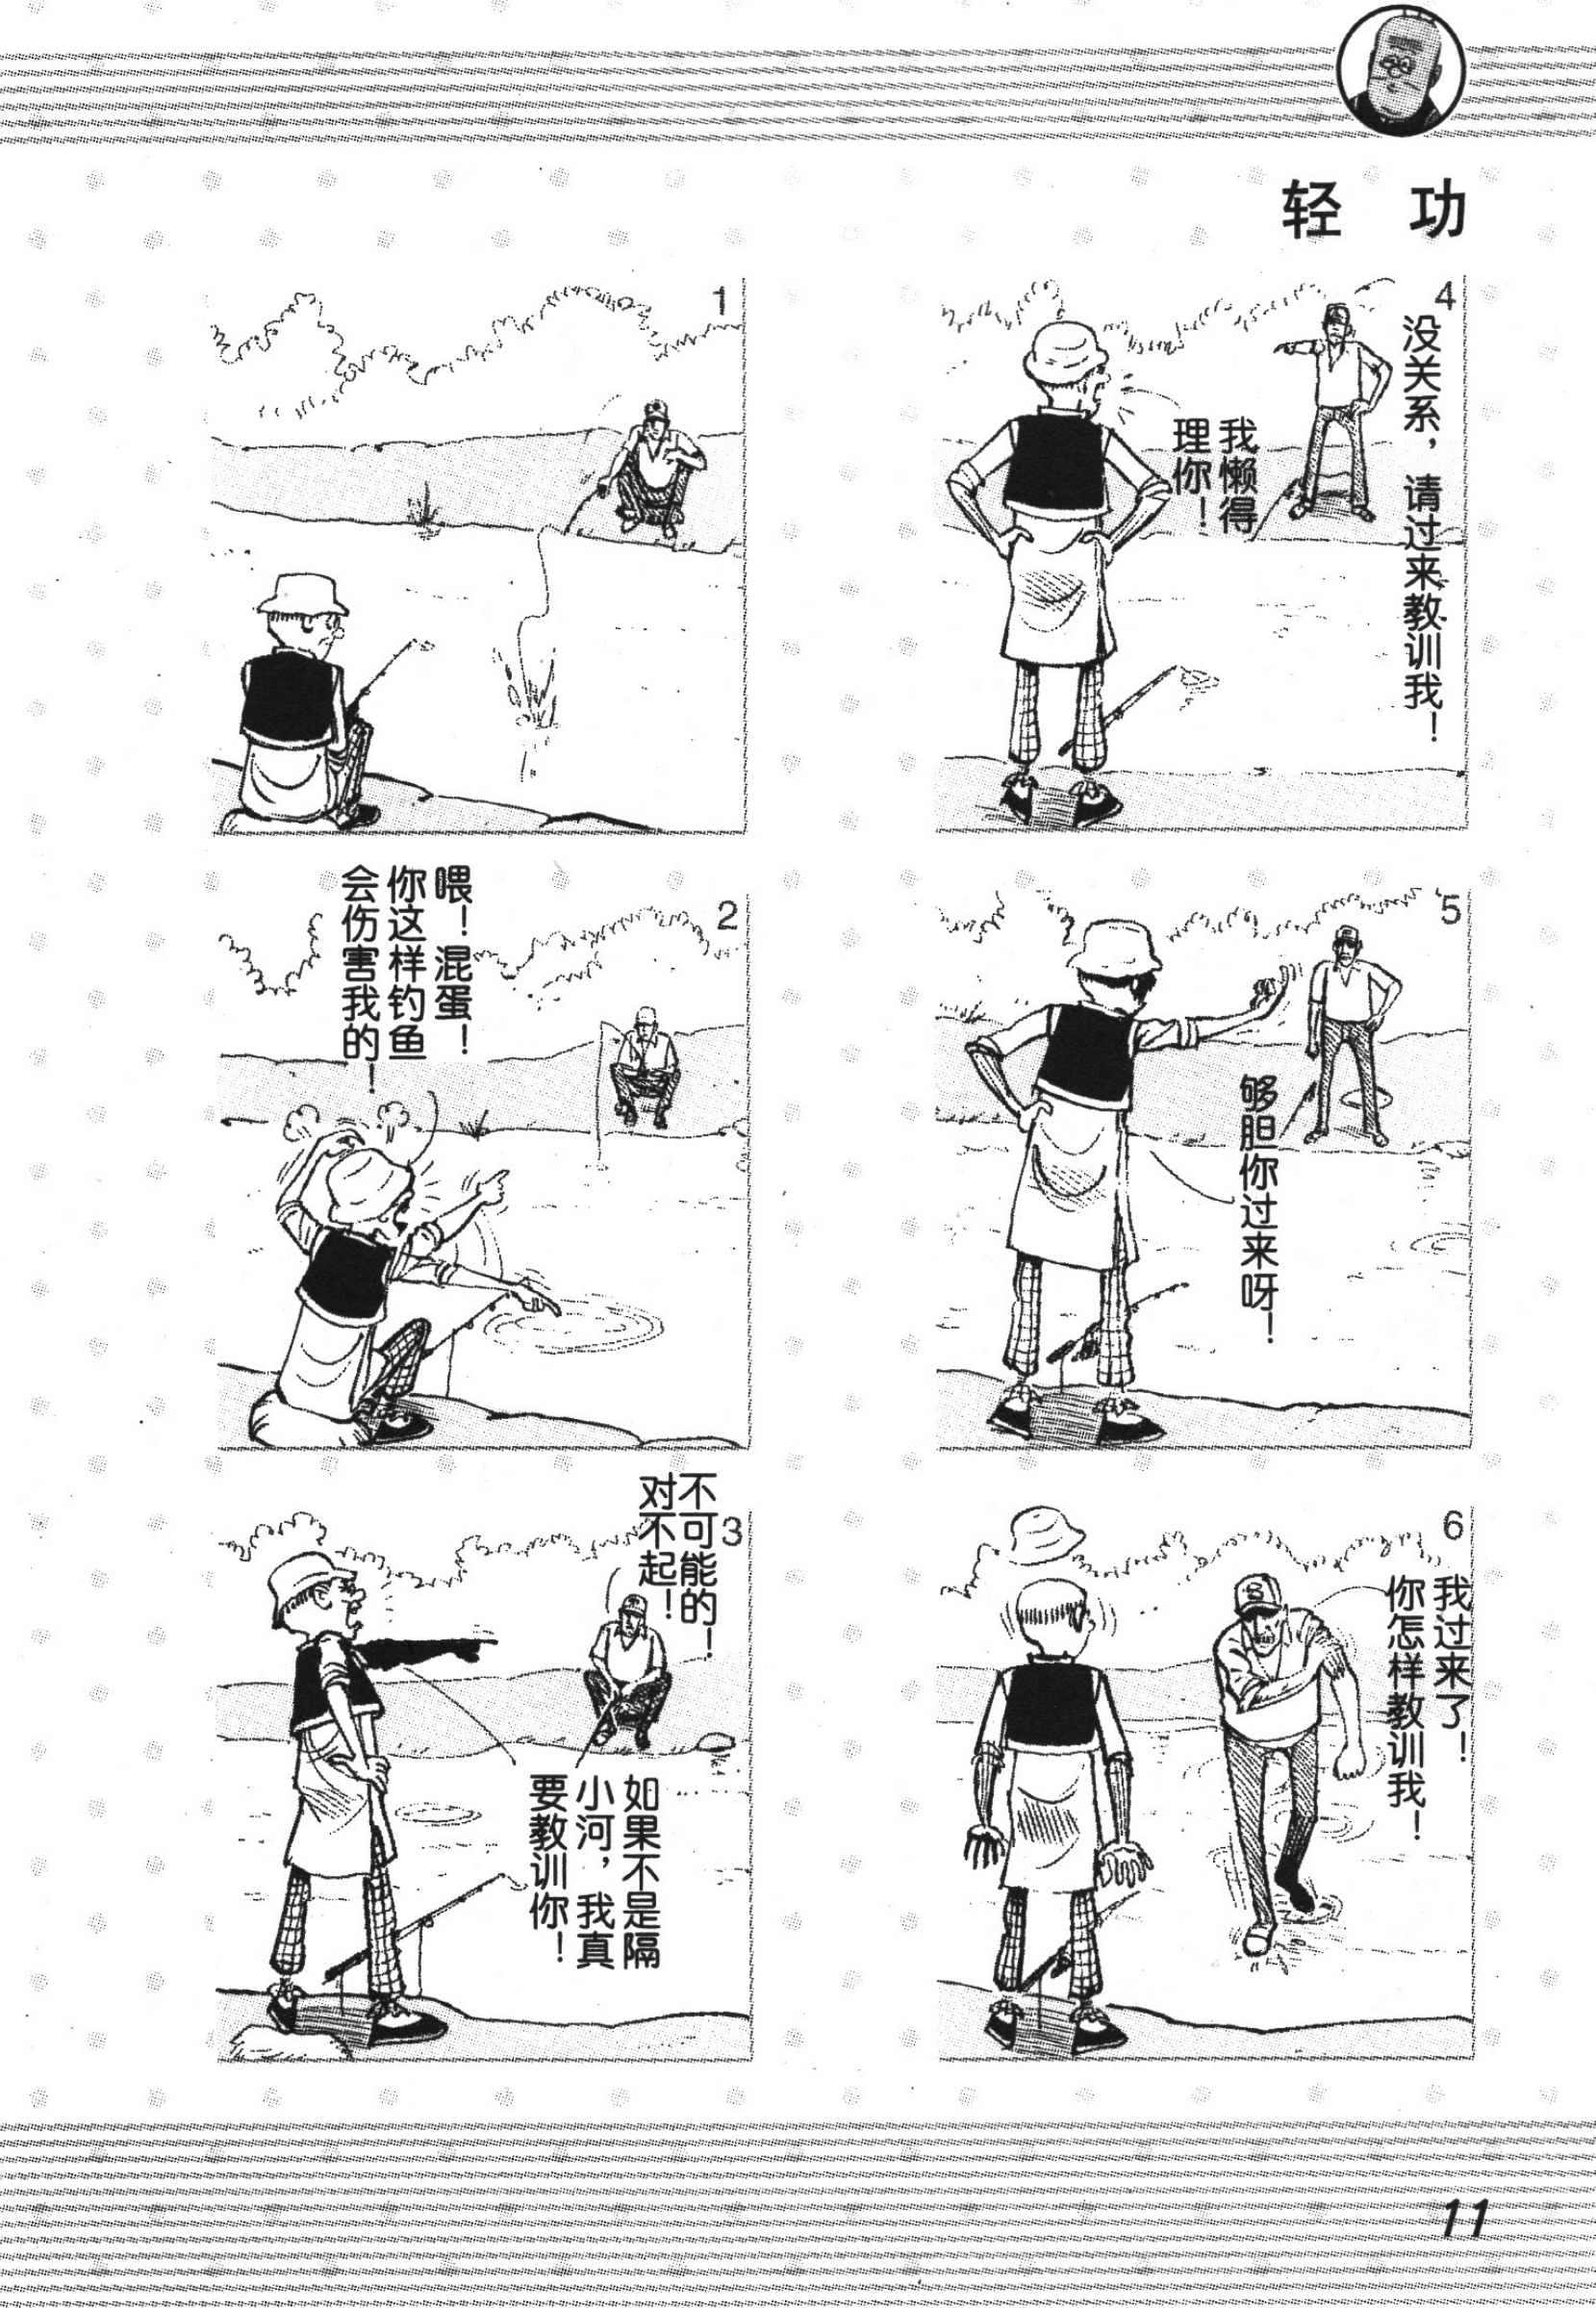 轻功
1
2
喂！混蛋！
你这样钓鱼
会伤害我的！
3
不可能的！
对不起！
如果不是隔
小河，我真
要教训你！
4
没关系，请过来教训我！
我懒得
理你！
5
够胆你过来呀！
6
我过来了！
你怎样教训我！
11